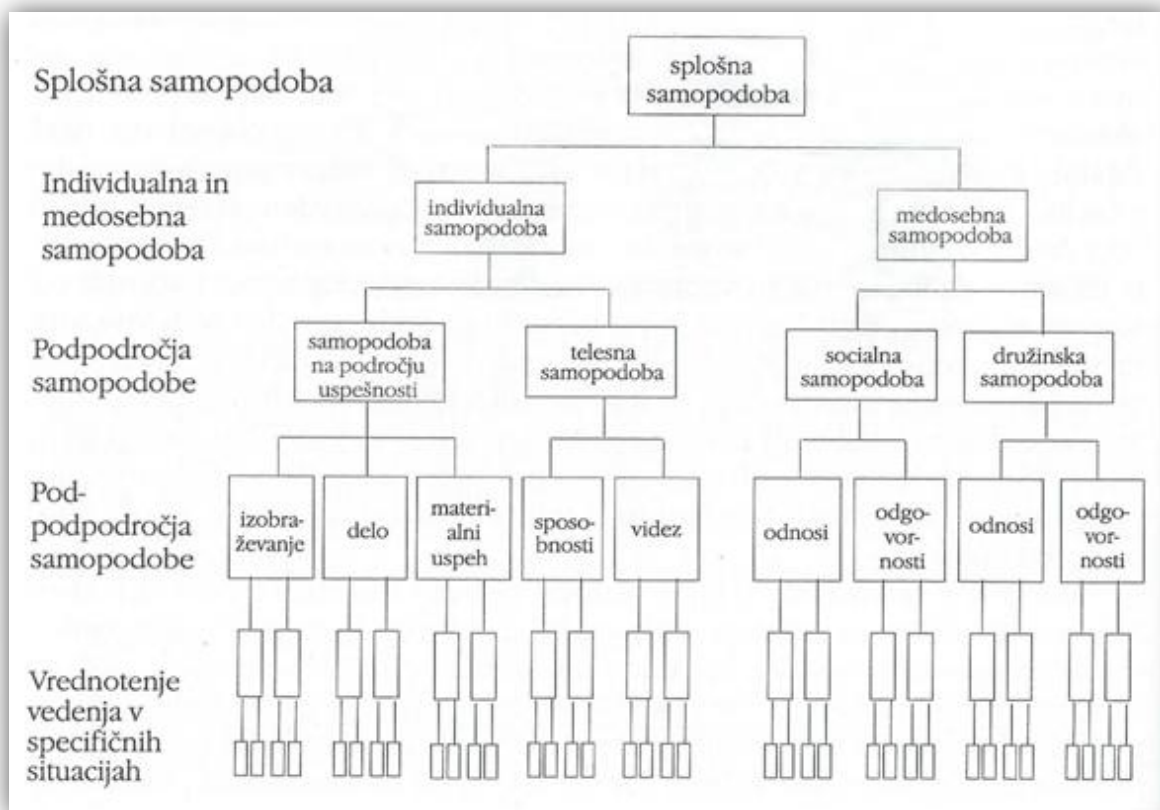 Splošna samopodoba
splošna
samopodoba
Individualna in
medosebna
samopodoba
individualna
samopodoba
medosebna
samopodoba
Podpodročja
samopodobe
samopodoba
na področju
uspešnosti
telesna
samopodoba
socialna
samopodoba
družinska
samopodoba
Pod-
podpodročja
samopodobe
izobra-
ževanje
delo
materi-
alni
uspeh
sposo-
bnosti
videz
odnosi
odgo-
vor-
nosti
odnosi
odgo-
vor-
nosti
Vrednotenje
vedenja v
specifičnih
situacijah